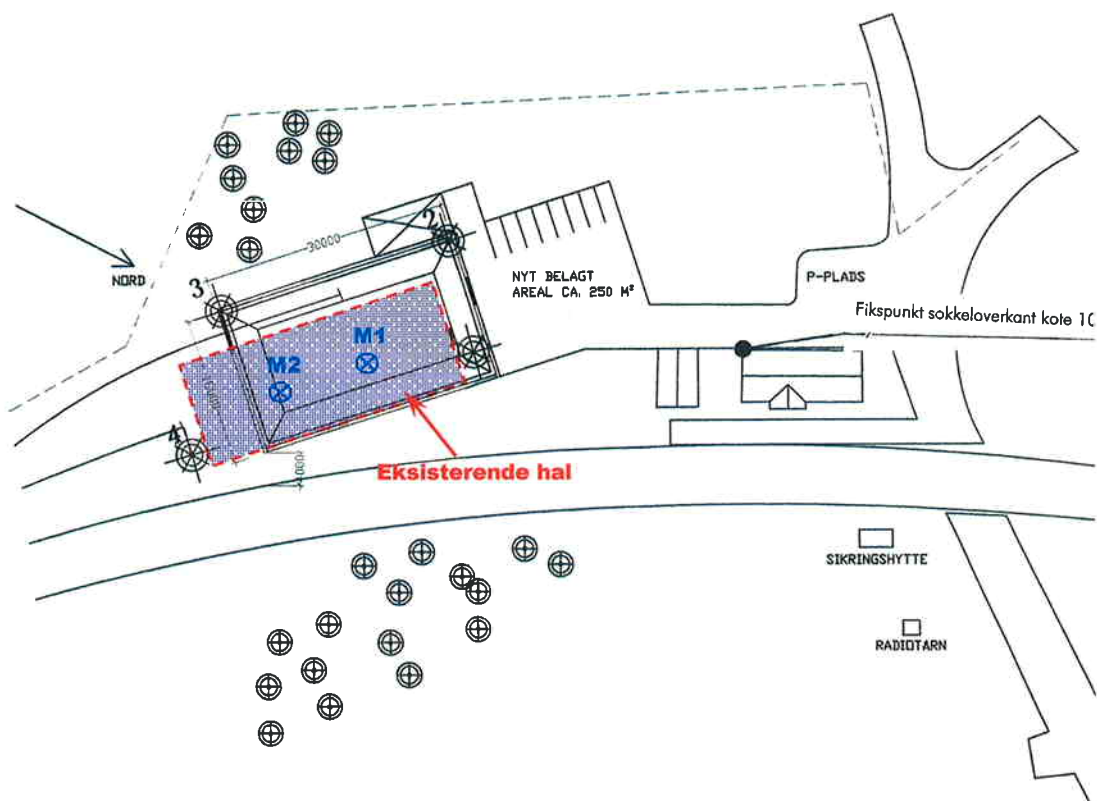 2
30000
NORD
3
NYT BELAGT
AREAL CA. 250 M²
P-PLADS
Fikspunkt sokkeloverkant kote 10
M1
M2
4
Eksisterende hal
SIKRINGSHYTTE
RADIOTARN